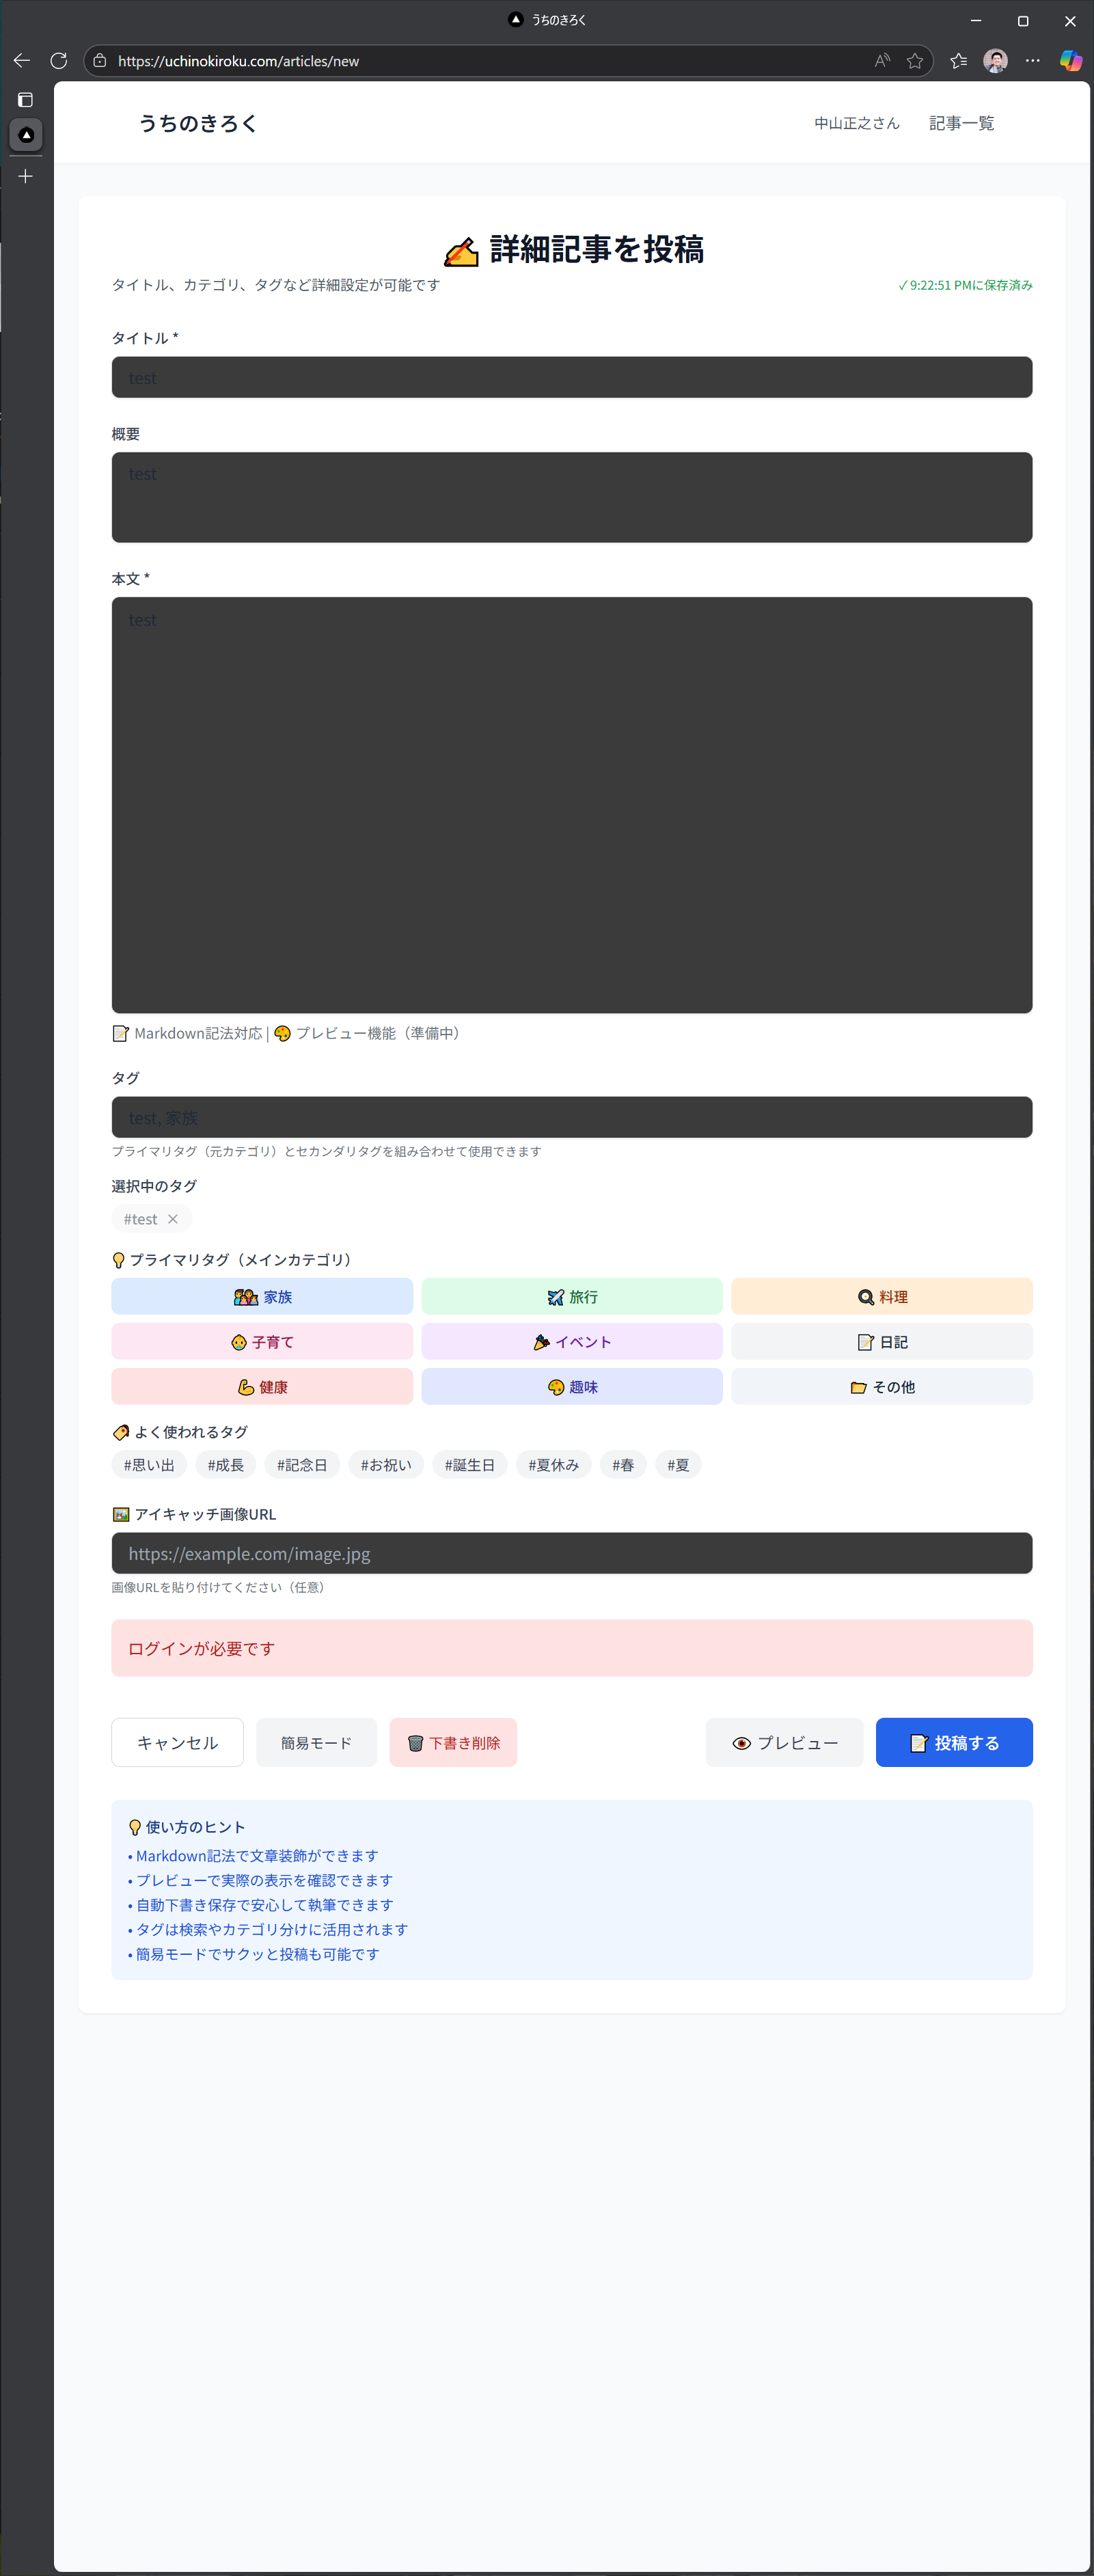 うちのきろく
https://uchinokiroku.com/articles/new
うちのきろく
中山正之さん 記事一覧
✍️ 詳細記事を投稿
タイトル、カテゴリ、タグなど詳細設定が可能です
✓ 9:22:51 PMに保存済み
タイトル *
test
概要
test
本文 *
test
📝 Markdown記法対応 | 🎨 プレビュー機能（準備中）
タグ
test, 家族
プライマリタグ（元カテゴリ）とセカンダリタグを組み合わせて使用できます
選択中のタグ
#test ×
💡 プライマリタグ（メインカテゴリ）
👨‍👩‍👧‍👦 家族 ✈️ 旅行 🍳 料理
👶 子育て 🎉 イベント 📝 日記
💪 健康 🎨 趣味 📁 その他
🏷️ よく使われるタグ
#思い出 #成長 #記念日 #お祝い #誕生日 #夏休み #春 #夏
🖼️ アイキャッチ画像URL
https://example.com/image.jpg
画像URLを貼り付けてください（任意）
ログインが必要です
キャンセル 簡易モード 🗑️ 下書き削除 👁️ プレビュー 📝 投稿する
💡 使い方のヒント
• Markdown記法で文章装飾ができます
• プレビューで実際の表示を確認できます
• 自動下書き保存で安心して執筆できます
• タグは検索やカテゴリ分けに活用されます
• 簡易モードでサクッと投稿も可能です